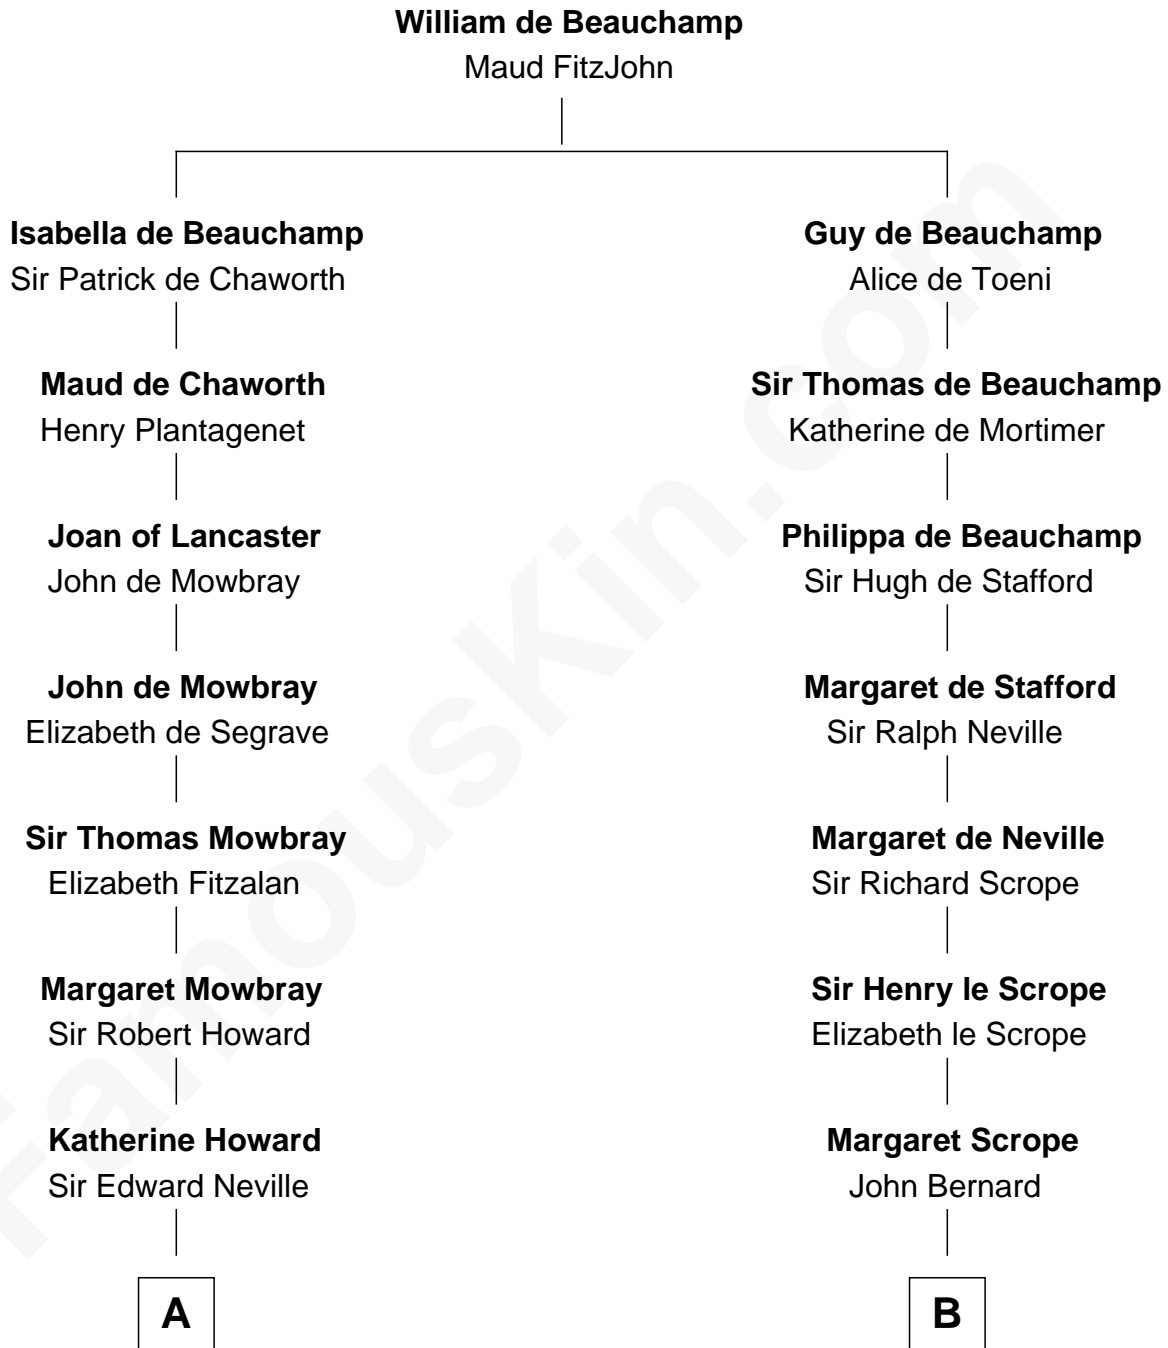 William de Beauchamp
Maud FitzJohn
Isabella de Beauchamp
Sir Patrick de Chaworth
Guy de Beauchamp
Alice de Toeni
Maud de Chaworth
Henry Plantagenet
Sir Thomas de Beauchamp
Katherine de Mortimer
Joan of Lancaster
John de Mowbray
Philippa de Beauchamp
Sir Hugh de Stafford
John de Mowbray
Elizabeth de Segrave
Margaret de Stafford
Sir Ralph Neville
Sir Thomas Mowbray
Elizabeth Fitzalan
Margaret de Neville
Sir Richard Scrope
Margaret Mowbray
Sir Robert Howard
Sir Henry le Scrope
Elizabeth le Scrope
Katherine Howard
Sir Edward Neville
Margaret Scrope
John Bernard
A
B
FamousKin.com